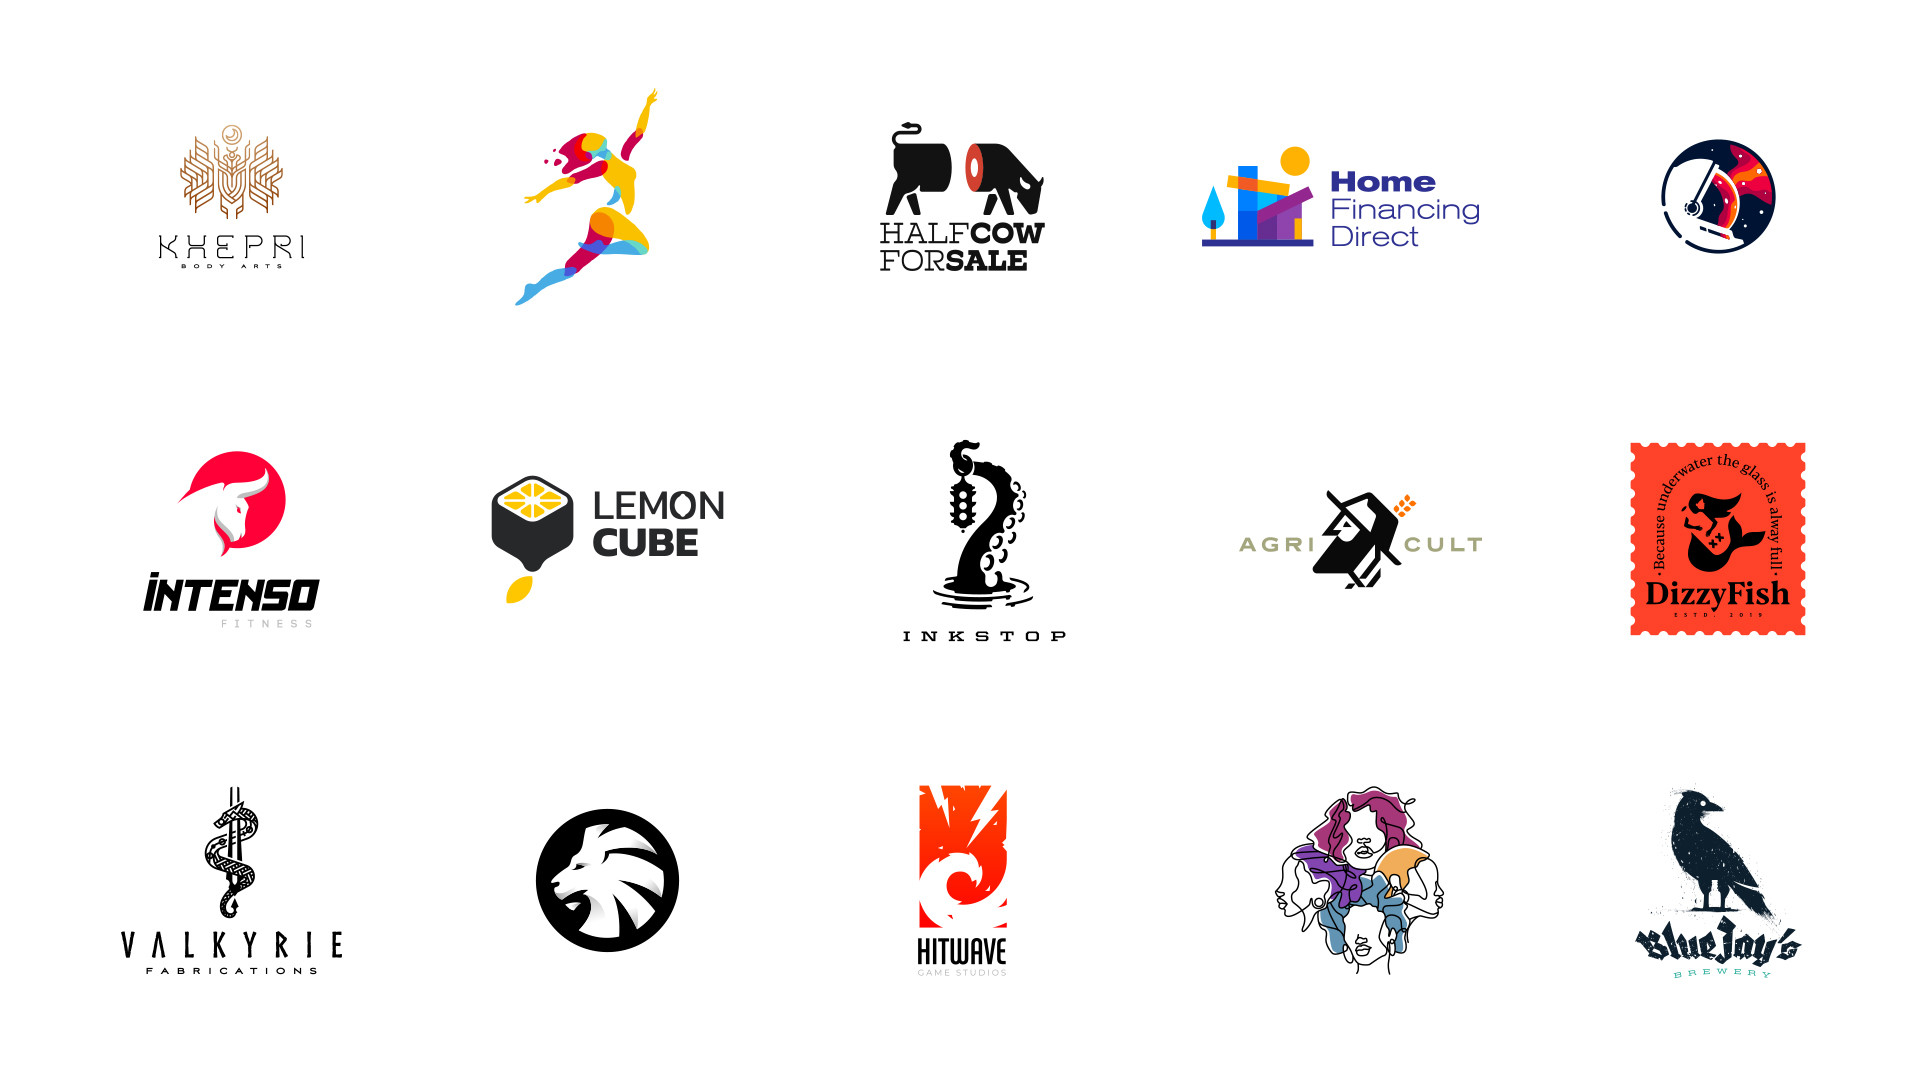 KHEPRI
BODY ARTS
HALFCOW
FORSALE
Home
Financing
Direct
INTENSO
FITNESS
LEMON
CUBE
INKSTOP
AGRI CULT
Because underwater the glass is alway full
DizzyFish
ESTD. 2019
VALKYRIE
FABRICATIONS
HITWAVE
GAME STUDIOS
BlueJay's
BREWERY